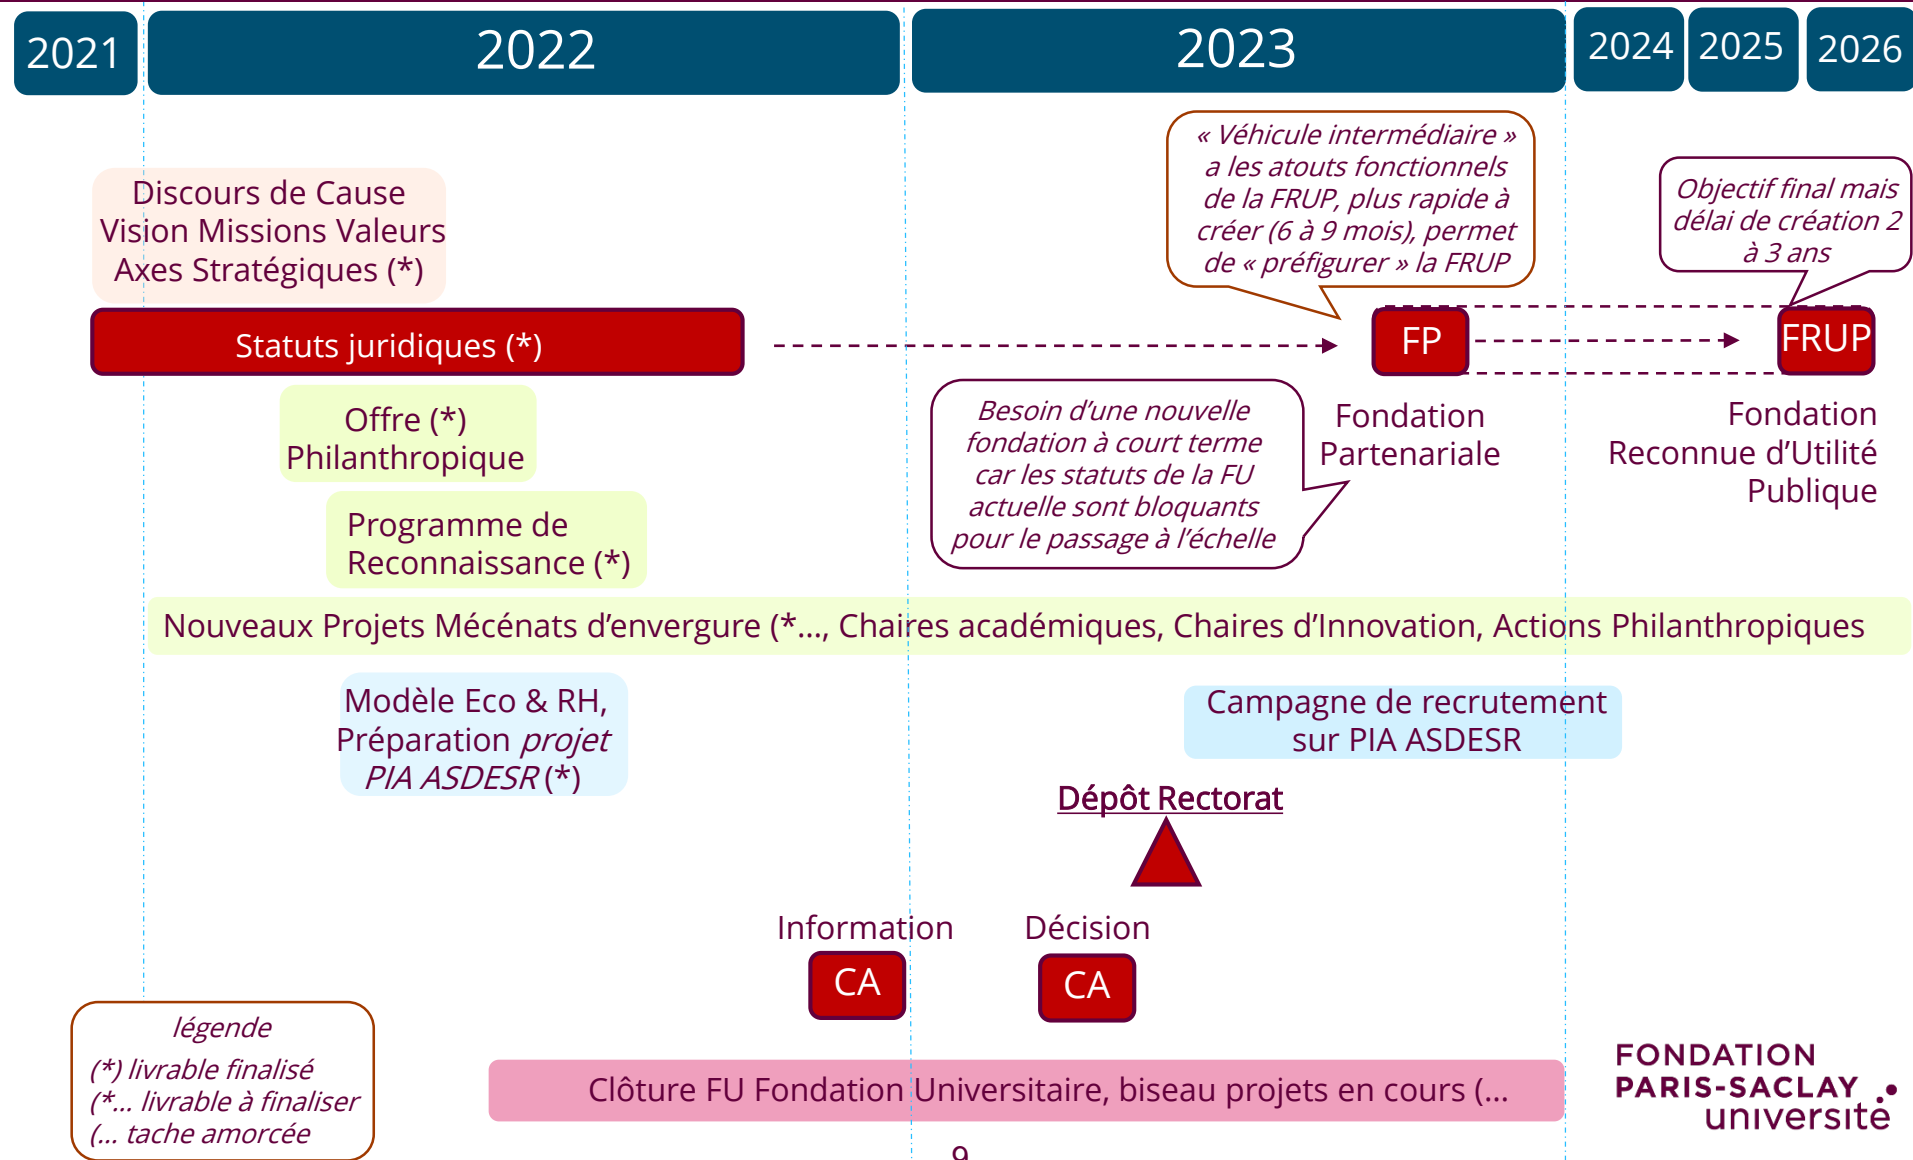 2021
2022
2023
2024
2025
2026
« Véhicule intermédiaire »
a les atouts fonctionnels
de la FRUP, plus rapide à
créer (6 à 9 mois), permet
de « préfigurer » la FRUP
Objectif final mais
délai de création 2
à 3 ans
Discours de Cause
Vision Missions Valeurs
Axes Stratégiques (*)
Statuts juridiques (*)
FP
FRUP
Offre (*)
Philanthropique
Besoin d’une nouvelle
fondation à court terme
car les statuts de la FU
actuelle sont bloquants
pour le passage à l’échelle
Fondation
Partenariale
Fondation
Reconnue d’Utilité
Publique
Programme de
Reconnaissance (*)
Nouveaux Projets Mécénats d’envergure (*..., Chaires académiques, Chaires d’Innovation, Actions Philanthropiques
Modèle Eco & RH,
Préparation projet
PIA ASDESR (*)
Campagne de recrutement
sur PIA ASDESR
Dépôt Rectorat
Information
Décision
CA
CA
légende
(*) livrable finalisé
(*... livrable à finaliser
(... tache amorcée
Clôture FU Fondation Universitaire, biseau projets en cours (...
FONDATION
PARIS-SACLAY
université
9